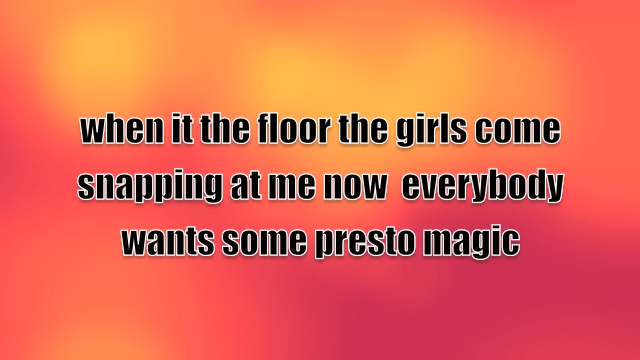 when it the floor the girls come
snapping at me now  everybody
wants some presto magic